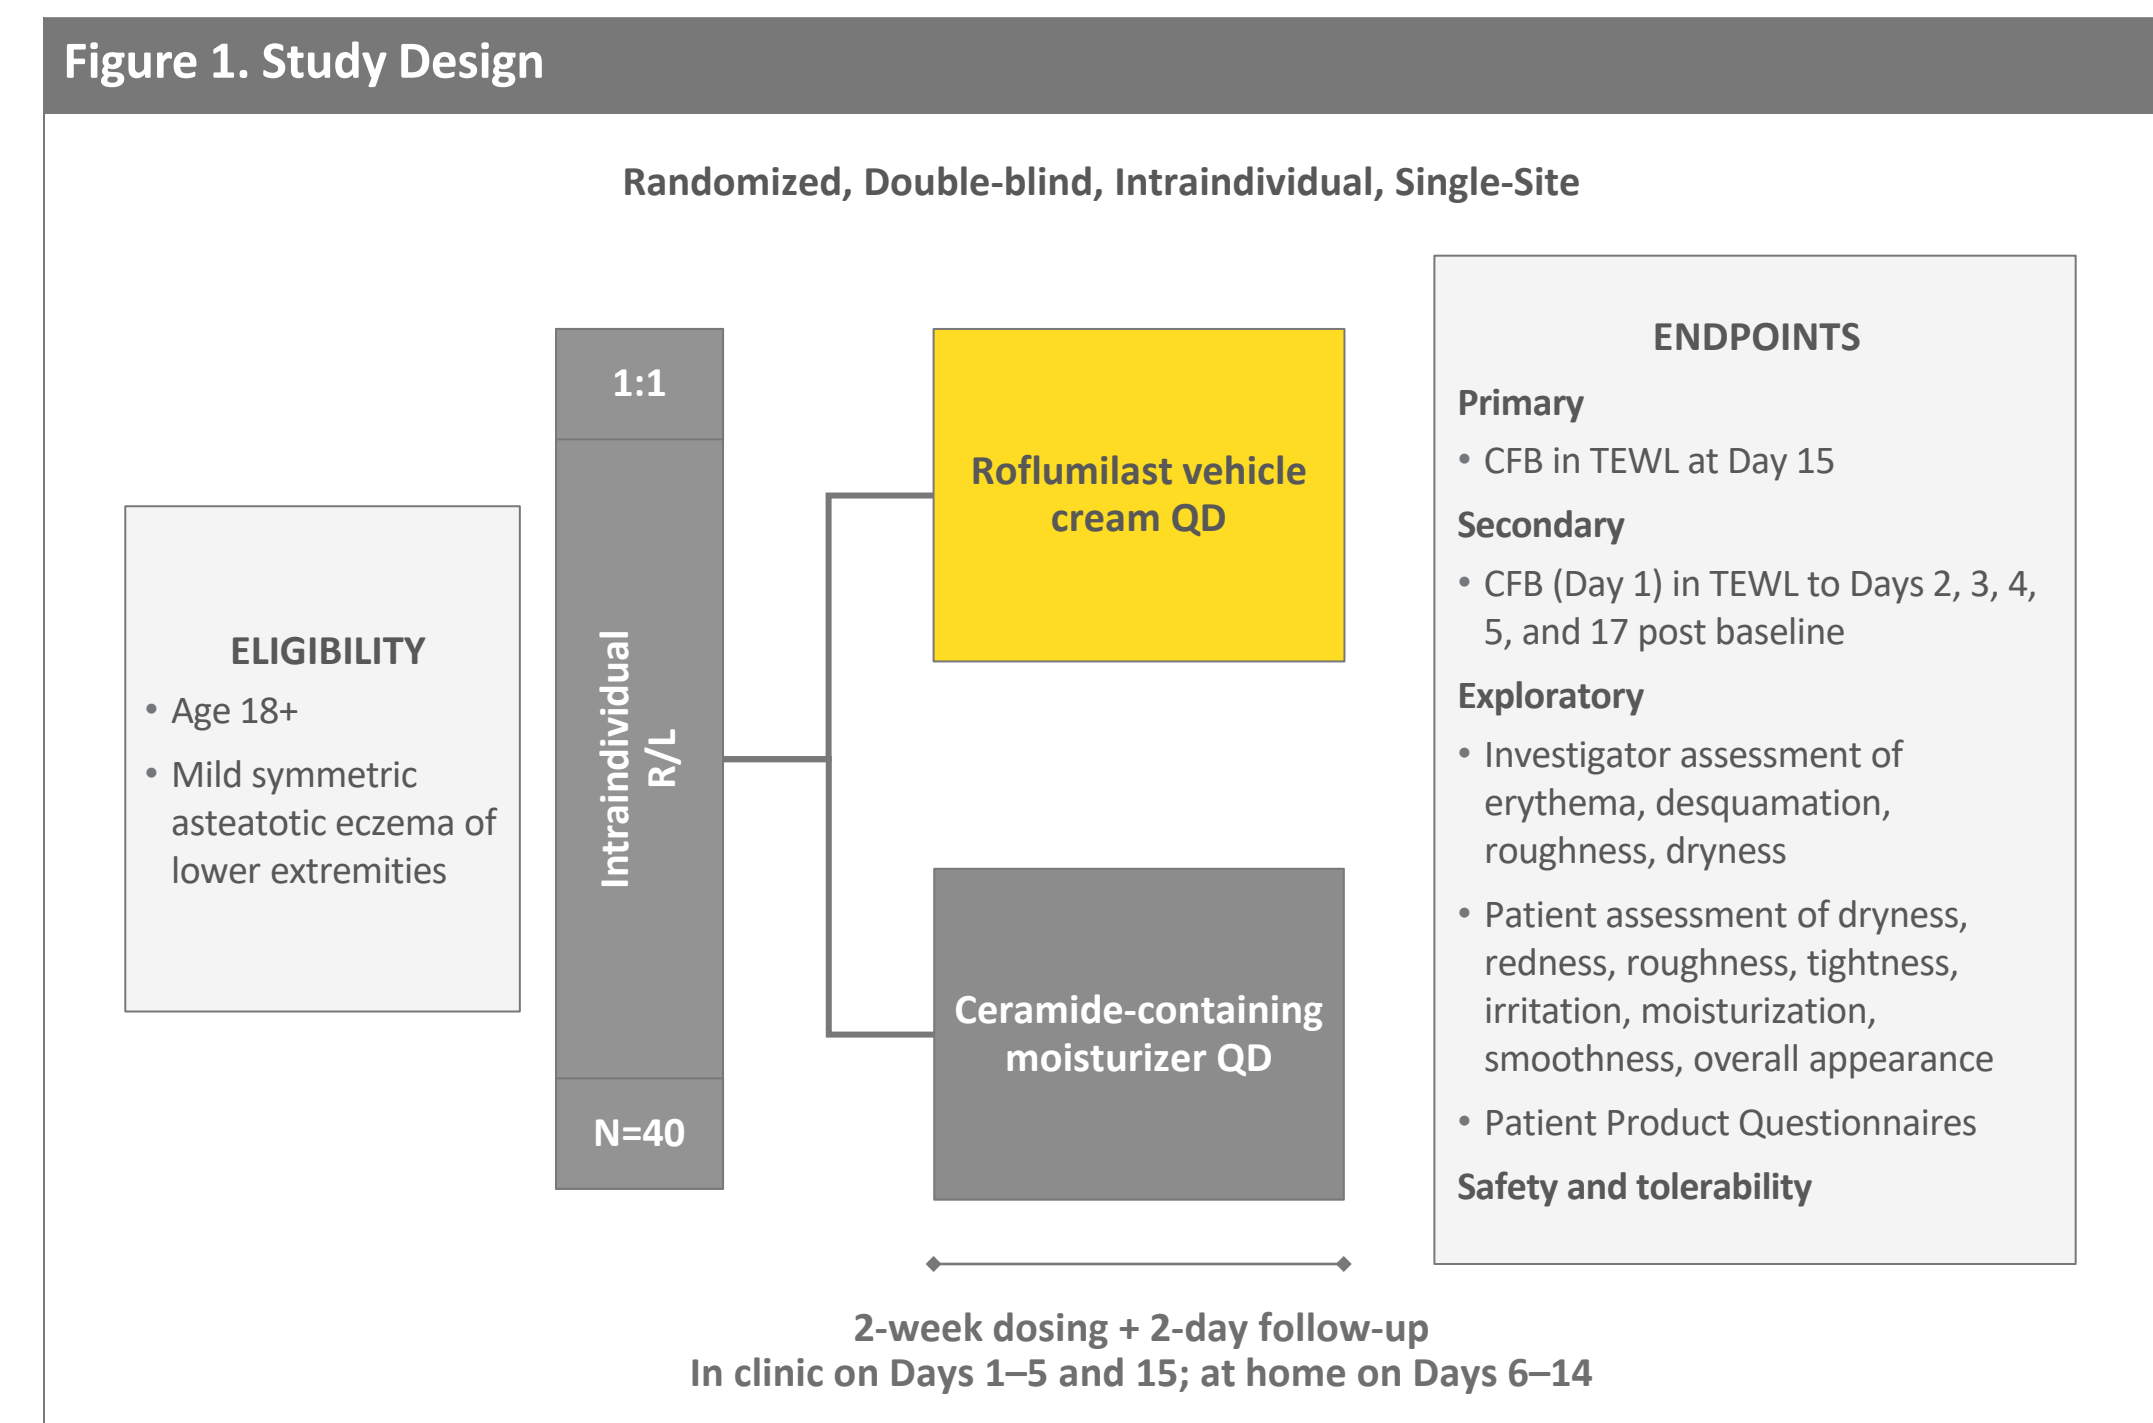 Figure 1. Study Design
Randomized, Double-blind, Intraindividual, Single-Site
ELIGIBILITY
• Age 18+
• Mild symmetric
asteatotic eczema of
lower extremities
1:1
Intraindividual
R/L
N=40
Roflumilast vehicle
cream QD
Ceramide-containing
moisturizer QD
2-week dosing + 2-day follow-up
In clinic on Days 1–5 and 15; at home on Days 6–14
ENDPOINTS
Primary
• CFB in TEWL at Day 15
Secondary
• CFB (Day 1) in TEWL to Days 2, 3, 4,
5, and 17 post baseline
Exploratory
• Investigator assessment of
erythema, desquamation,
roughness, dryness
• Patient assessment of dryness,
redness, roughness, tightness,
irritation, moisturization,
smoothness, overall appearance
• Patient Product Questionnaires
Safety and tolerability